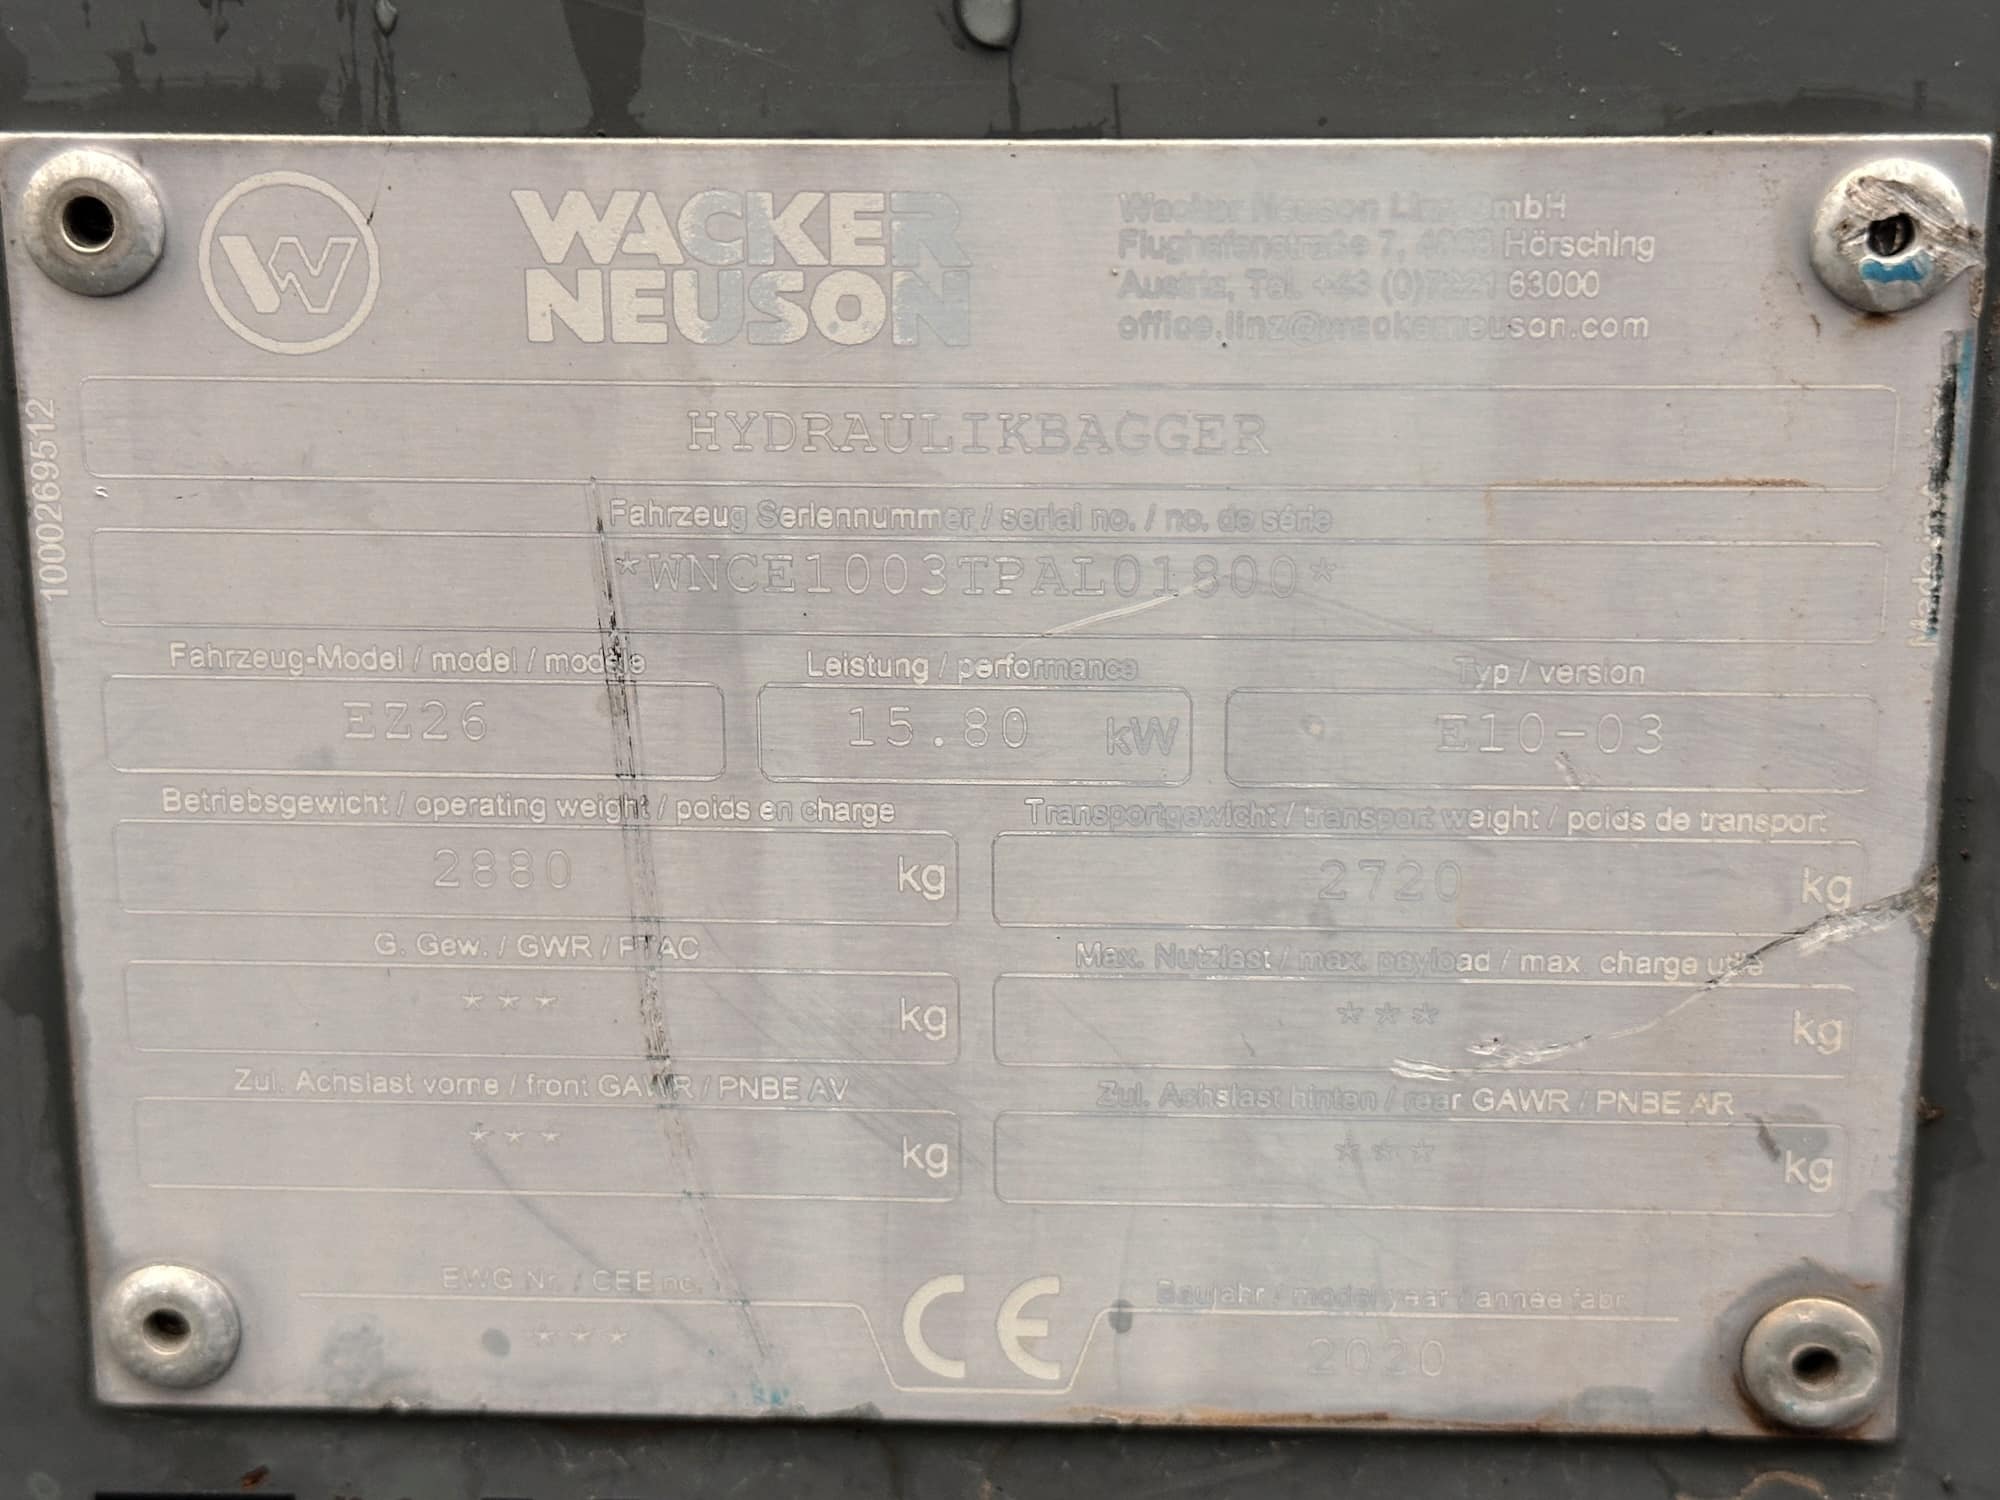 WACKER
NEUSON
Wacker Neuson Linz GmbH
Flughafenstraße 7, 4063 Hörsching
Austria, Tel. +43 (0)7221 63000
office.linz@wackerneuson.com
1000269512
HYDRAULIKBAGGER
Fahrzeug Seriennummer / serial no. / no. de série
*WNCE1003TPAL01800*
Made in
Fahrzeug-Model / model / modèle
Leistung / performance
Typ / version
EZ26
15.80 kW
E10-03
Betriebsgewicht / operating weight / poids en charge
Transportgewicht / transport weight / poids de transport
2880 kg
2720 kg
G. Gew. / GWR / PTAC
Max. Nutzlast / max. payload / max. charge utile
*** kg
*** kg
Zul. Achslast vorne / front GAWR / PNBE AV
Zul. Achslast hinten / rear GAWR / PNBE AR
*** kg
*** kg
EWG Nr. / CEE no.
CE
Baujahr / model year / année fabr.
***
2020